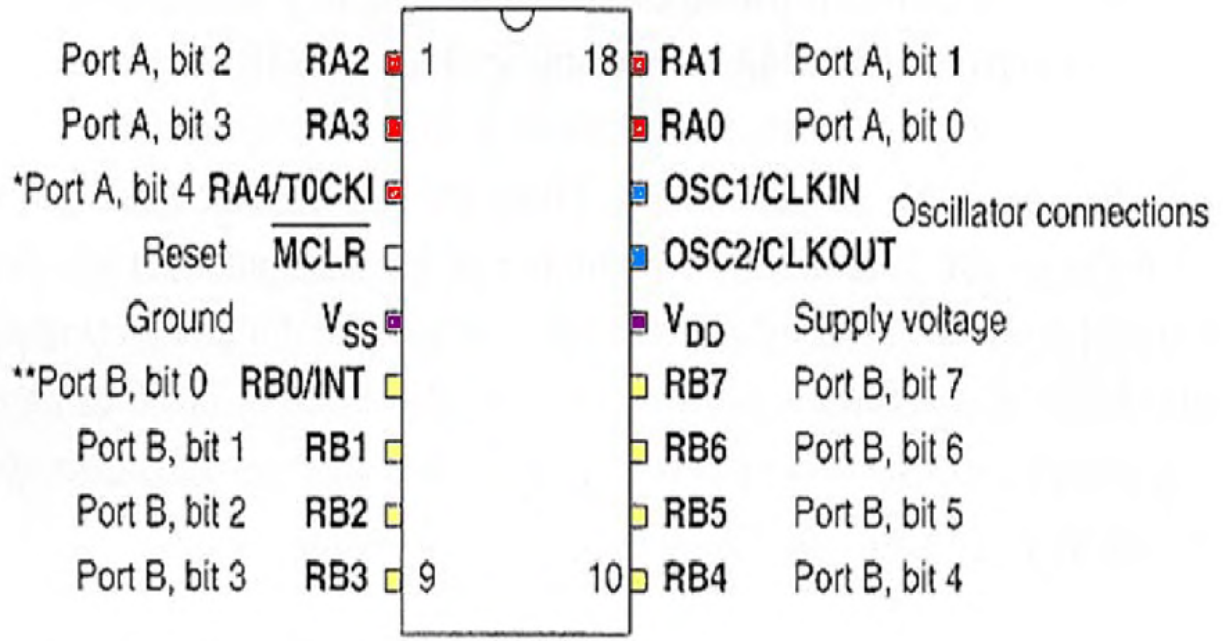 Port A, bit 2 RA2 1 18 RA1 Port A, bit 1
Port A, bit 3 RA3 RA0 Port A, bit 0
*Port A, bit 4 RA4/T0CKI OSC1/CLKIN
Oscillator connections
Reset MCLR OSC2/CLKOUT
Ground VSS VDD Supply voltage
**Port B, bit 0 RB0/INT RB7 Port B, bit 7
Port B, bit 1 RB1 RB6 Port B, bit 6
Port B, bit 2 RB2 RB5 Port B, bit 5
Port B, bit 3 RB3 9 10 RB4 Port B, bit 4